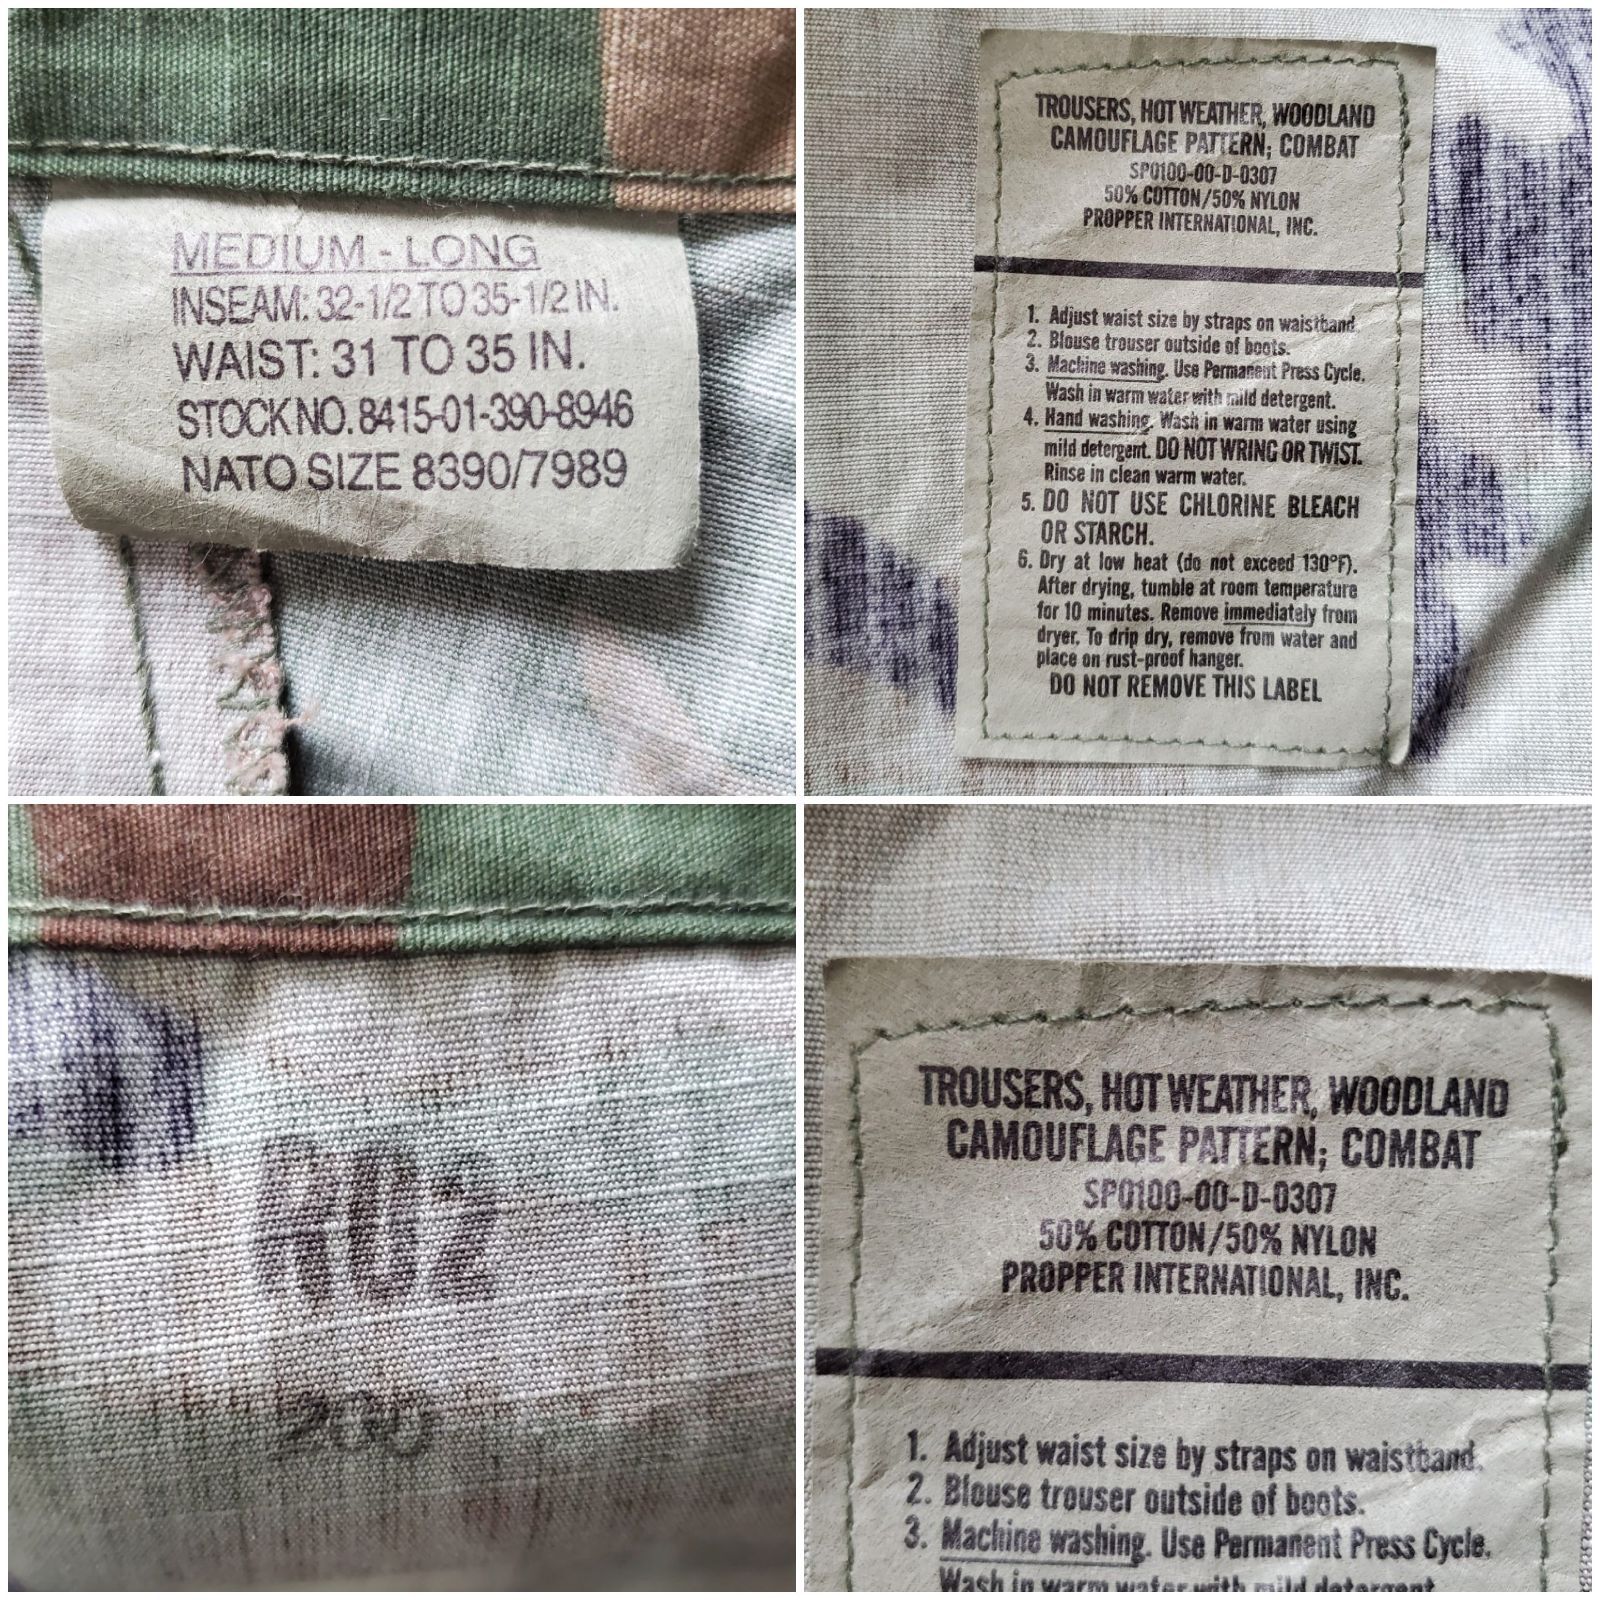 MEDIUM - LONG
INSEAM: 32-1/2 TO 35-1/2 IN.
WAIST: 31 TO 35 IN.
STOCK NO. 8415-01-390-8946
NATO SIZE 8390/7989
TROUSERS, HOT WEATHER, WOODLAND
CAMOUFLAGE PATTERN; COMBAT
SP0100-00-D-0307
50% COTTON/50% NYLON
PROPPER INTERNATIONAL, INC.
1. Adjust waist size by straps on waistband.
2. Blouse trouser outside of boots.
3. Machine washing. Use Permanent Press Cycle.
Wash in warm water with mild detergent.
4. Hand washing. Wash in warm water using
mild detergent. DO NOT WRING OR TWIST.
Rinse in clean warm water.
5. DO NOT USE CHLORINE BLEACH
OR STARCH.
6. Dry at low heat (do not exceed 130°F).
After drying, tumble at room temperature
for 10 minutes. Remove immediately from
dryer. To drip dry, remove from water and
place on rust-proof hanger.
DO NOT REMOVE THIS LABEL
TROUSERS, HOT WEATHER, WOODLAND
CAMOUFLAGE PATTERN; COMBAT
SP0100-00-D-0307
50% COTTON/50% NYLON
PROPPER INTERNATIONAL, INC.
1. Adjust waist size by straps on waistband.
2. Blouse trouser outside of boots.
3. Machine washing. Use Permanent Press Cycle.
Wash in warm water with mild detergent.